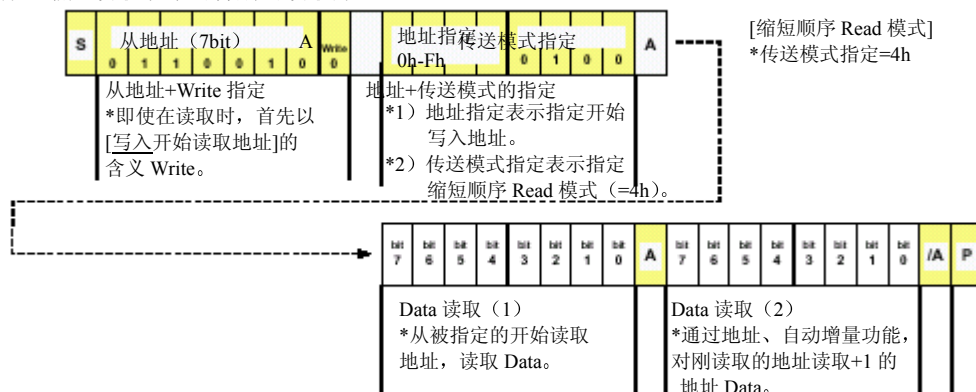 S 从地址（7bit） A Write 地址指定 传送模式指定 A
0 1 1 0 0 1 0 0 0h-Fh 0 1 0 0
[缩短顺序 Read 模式]
*传送模式指定=4h
从地址+Write 指定
*即使在读取时，首先以
[写入开始读取地址]的
含义 Write。
地址+传送模式的指定
*1）地址指定表示指定开始
写入地址。
*2）传送模式指定表示指定
缩短顺序 Read 模式（=4h）。
bit 7 bit 6 bit 5 bit 4 bit 3 bit 2 bit 1 bit 0 A bit 7 bit 6 bit 5 bit 4 bit 3 bit 2 bit 1 bit 0 /A P
Data 读取（1）
*从被指定的开始读取
地址，读取 Data。
Data 读取（2）
*通过地址、自动增量功能，
对刚读取的地址读取+1 的
地址 Data。